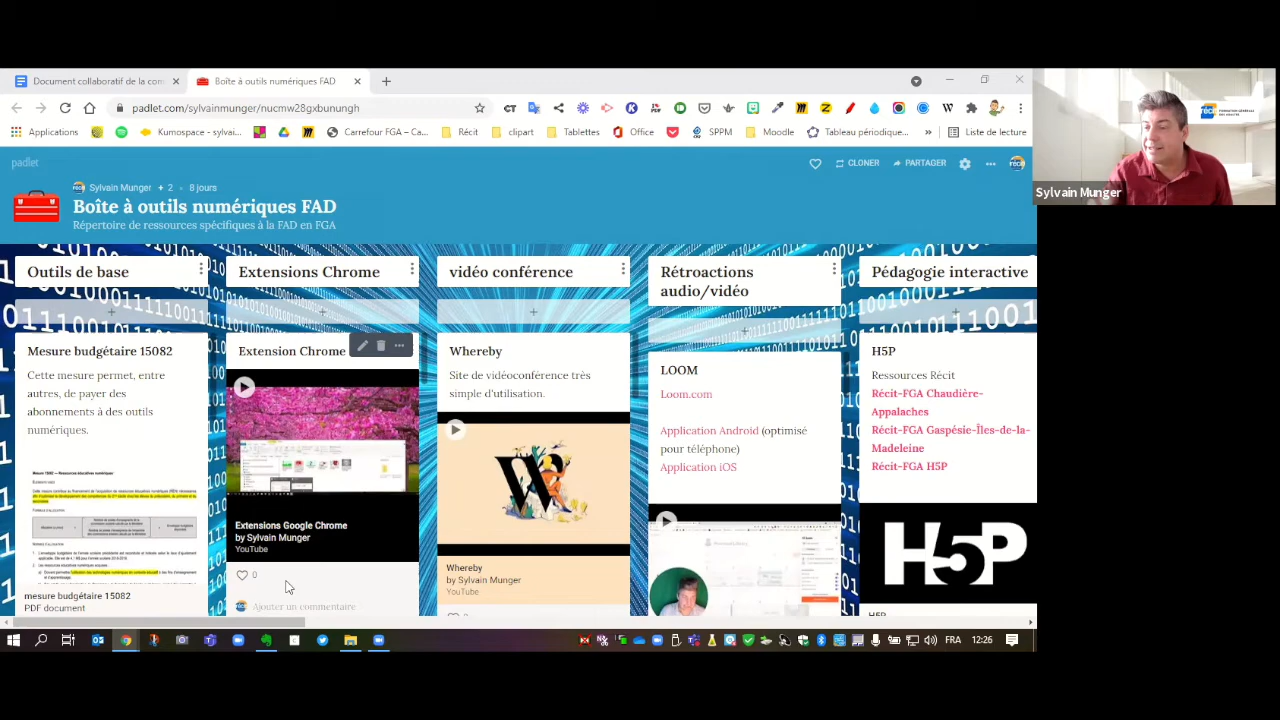 Document collaboratif de la con
Boîte à outils numériques FAD
padlet.com/sylvainmunger/nucmw28gxbunungh
Applications
Kumospace - sylvai...
Carrefour FGA – Ca...
Récit
clipart
Tablettes
Office
SPPM
Moodle
Tableau périodique...
»
Liste de lecture
padlet
CLONER
PARTAGER
Sylvain Munger + 2 · 8 jours
Boîte à outils numériques FAD
Répertoire de ressources spécifiques à la FAD en FGA
Sylvain Munger
Outils de base
Mesure budgétaire 15082
Cette mesure permet, entre
autres, de payer des
abonnements à des outils
numériques.
mesure budgétaire 15082
PDF document
Extensions Chrome
Extension Chrome
Extensions Google Chrome
by Sylvain Munger
YouTube
0
Ajouter un commentaire
vidéo conférence
Whereby
Site de vidéoconférence très
simple d'utilisation.
W
Whereby
by Sylvain Munger
YouTube
Rétroactions
audio/vidéo
LOOM
Loom.com
Application Android (optimisé
pour téléphone)
Application iOS
Pédagogie interactive
H5P
Ressources Récit
Récit-FGA Chaudière-
Appalaches
Récit-FGA Gaspésie-Îles-de-la-
Madeleine
Récit-FGA H5P
H5P
H5P
FRA
12:26